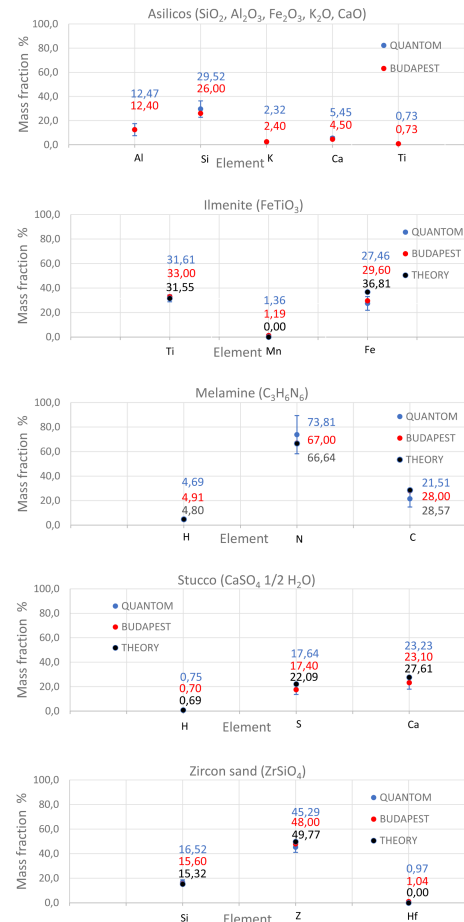 Asilicos (SiO₂, Al₂O₃, Fe₂O₃, K₂O, CaO)
Mass fraction %
100,0
80,0
60,0
40,0
20,0
0,0
QUANTOM
BUDAPEST
12,47
12,40
29,52
26,00
2,32
2,40
5,45
4,50
0,73
0,73
Al
Si
K
Ca
Ti
Element
Ilmenite (FeTiO₃)
Mass fraction %
100,0
80,0
60,0
40,0
20,0
0,0
QUANTOM
BUDAPEST
THEORY
31,61
33,00
31,55
1,36
1,19
0,00
27,46
29,60
36,81
Ti
Mn
Fe
Element
Melamine (C₃H₆N₆)
Mass fraction %
100,0
80,0
60,0
40,0
20,0
0,0
QUANTOM
BUDAPEST
THEORY
4,69
4,91
4,80
73,81
67,00
66,64
21,51
28,00
28,57
H
N
C
Element
Stucco (CaSO₄ 1/2 H₂O)
Mass fraction %
100,0
80,0
60,0
40,0
20,0
0,0
QUANTOM
BUDAPEST
THEORY
0,75
0,70
0,69
17,64
17,40
22,09
23,23
23,10
27,61
H
S
Ca
Element
Zircon sand (ZrSiO₄)
Mass fraction %
100,0
80,0
60,0
40,0
20,0
0,0
QUANTOM
BUDAPEST
THEORY
16,52
15,60
15,32
45,29
48,00
49,77
0,97
1,04
0,00
Si
Z
Hf
Element